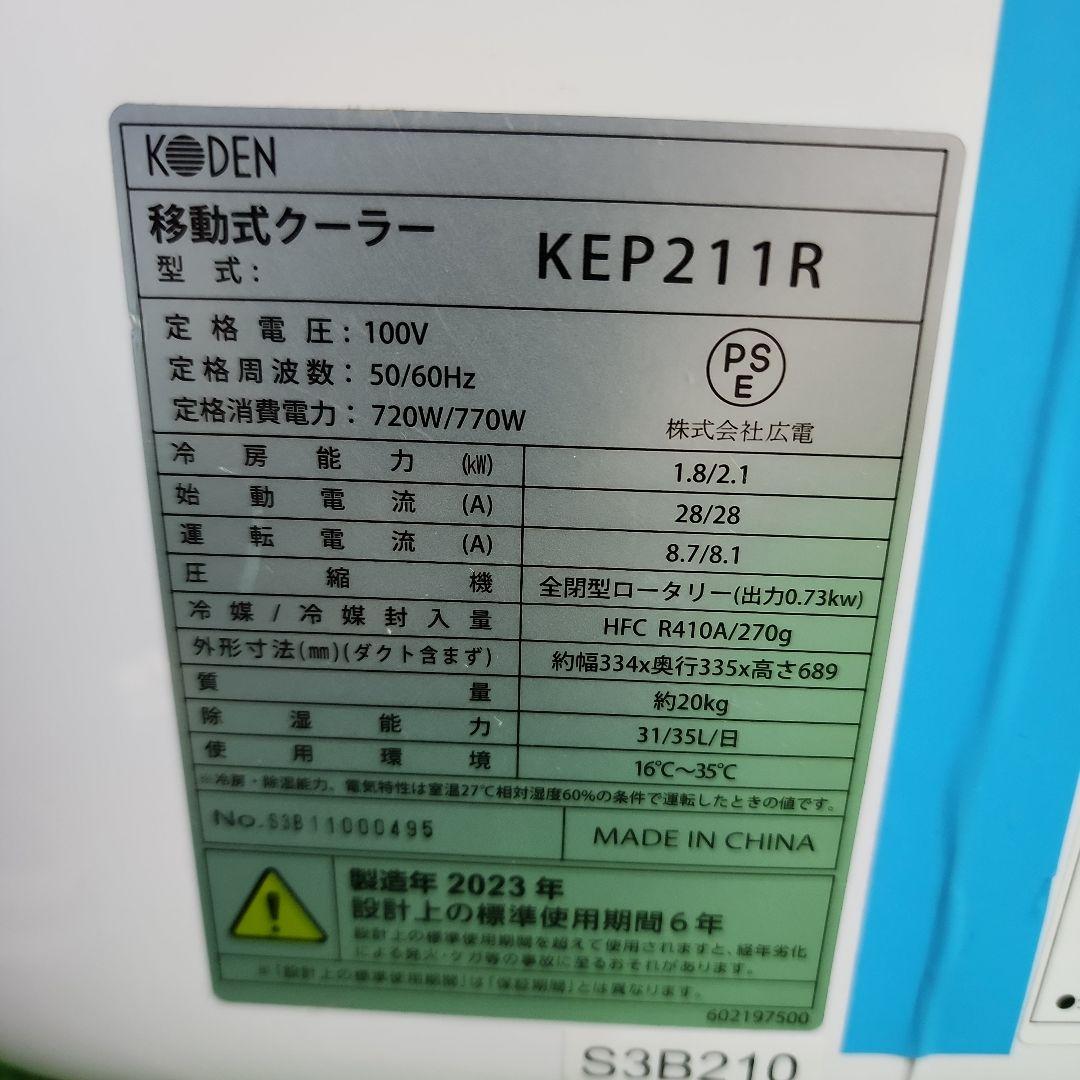 KODEN
移動式クーラー
型式: KEP211R
定格電圧: 100V
定格周波数: 50/60Hz
定格消費電力: 720W/770W
PSE
株式会社広電
冷房能力 (kW) 1.8/2.1
始動電流 (A) 28/28
運転電流 (A) 8.7/8.1
圧縮機 全閉型ロータリー(出力0.73kw)
冷媒/冷媒封入量 HFC R410A/270g
外形寸法(mm)(ダクト含まず) 約幅334x奥行335x高さ689
質量 約20kg
除湿能力 31/35L/日
使用環境 16℃～35℃
※冷房・除湿能力、電気特性は室温27℃相対湿度60%の条件で運転したときの値です。
No.S3B11000495 MADE IN CHINA
製造年 2023年
設計上の標準使用期間6年
設計上の標準使用期間を超えて使用されますと、経年劣化
による発火・ケガ等の事故に至るおそれがあります。
※「設計上の標準使用期間」は「保証期間」とは異なります。
602197500
S3B210